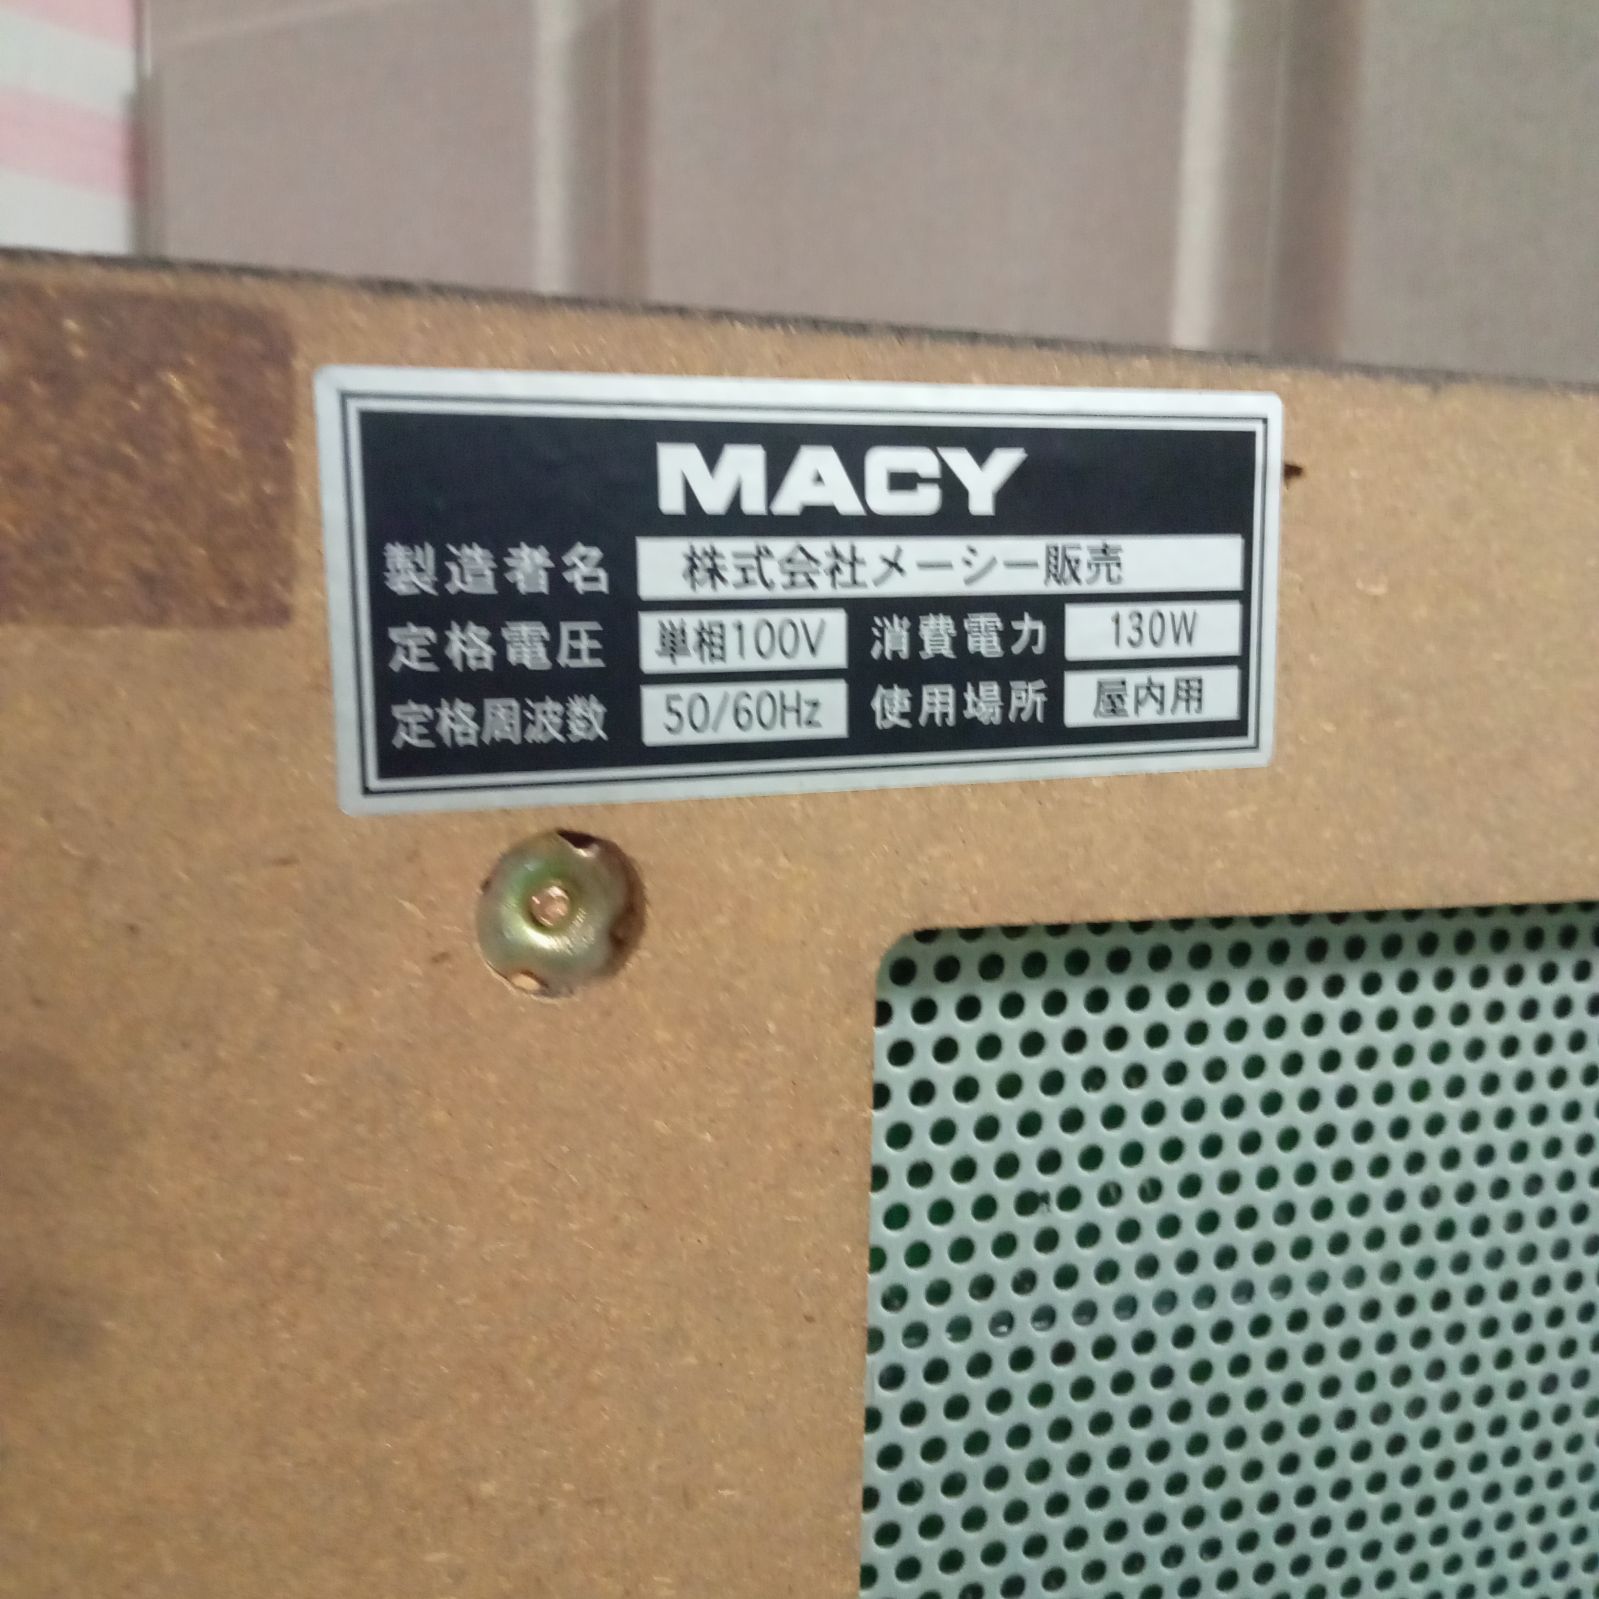 MACY
製造者名 株式会社メーシー販売
定格電圧 単相100V 消費電力 130W
定格周波数 50/60Hz 使用場所 屋内用